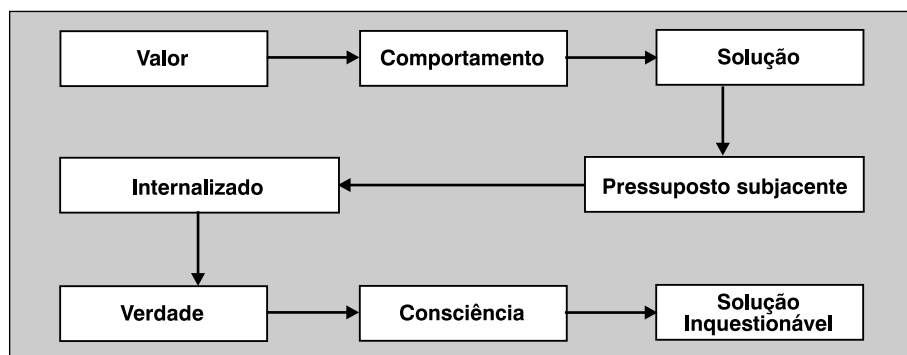 Valor
Comportamento
Solução
Internalizado
Pressuposto subjacente
Verdade
Consciência
Solução
Inquestionável